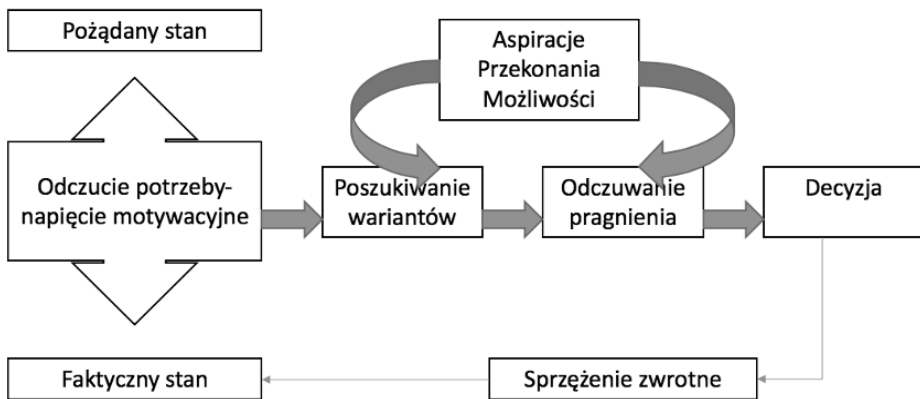 Pożądany stan
Aspiracje
Przekonania
Możliwości
Odczucie potrzeby-
napięcie motywacyjne
Poszukiwanie
wariantów
Odczuwanie
pragnienia
Decyzja
Faktyczny stan
Sprzężenie zwrotne